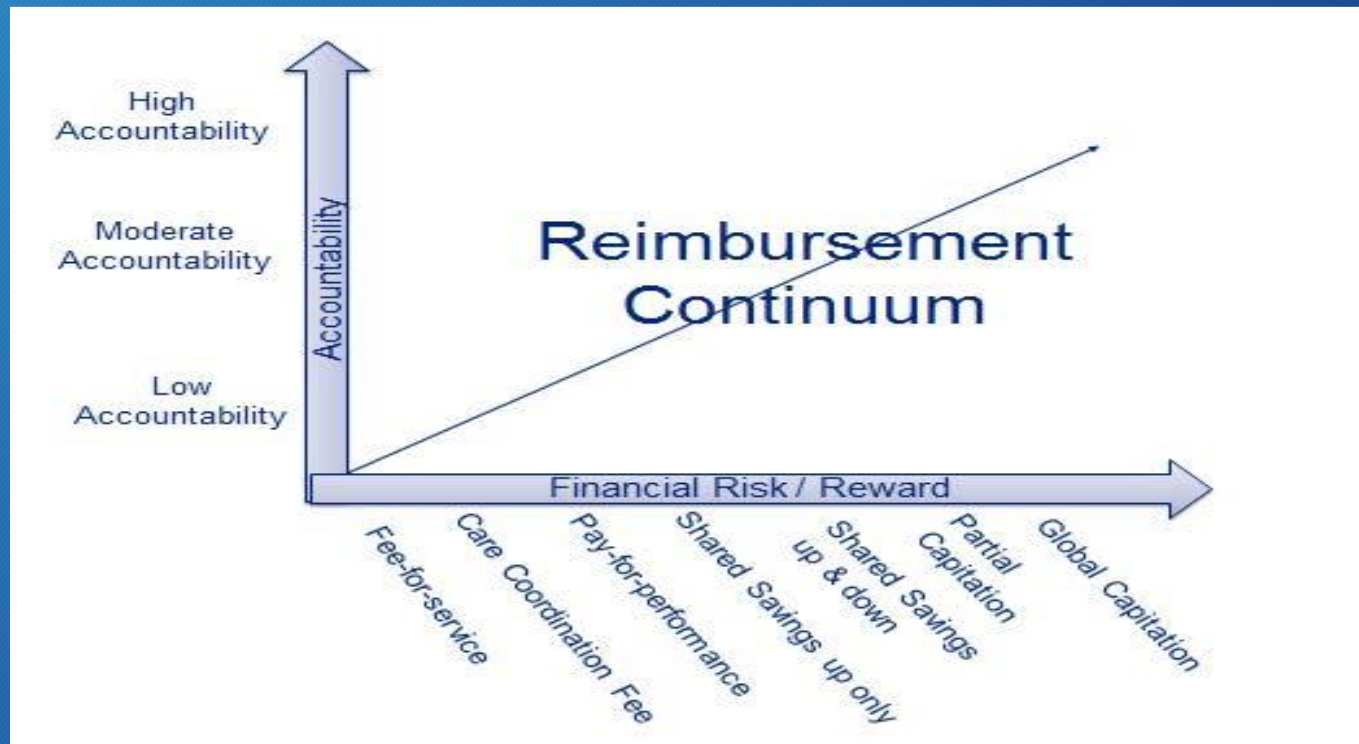 High
Accountability
Moderate
Accountability
Low
Accountability
Accountability
Reimbursement
Continuum
Financial Risk / Reward
Fee-for-service
Care Coordination Fee
Pay-for-performance
Shared Savings up only
Shared Savings
up & down
Partial
Capitation
Global Capitation